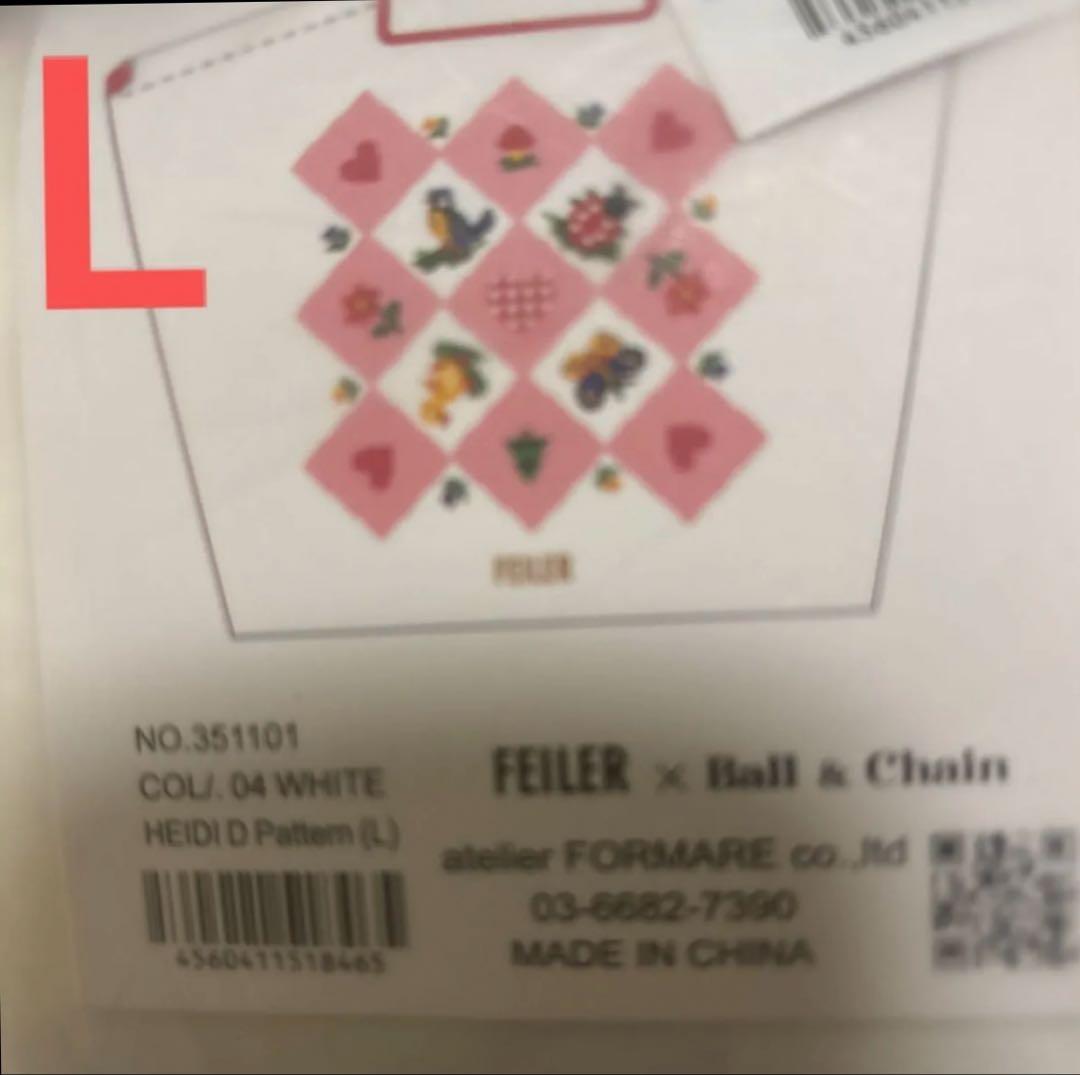 L
FEILER
NO.351101
COL/. 04 WHITE
HEIDI D Pattern (L)
4560411518465
FEILER × Ball & Chain
atelier FORMARE co.,ltd
03-6682-7390
MADE IN CHINA